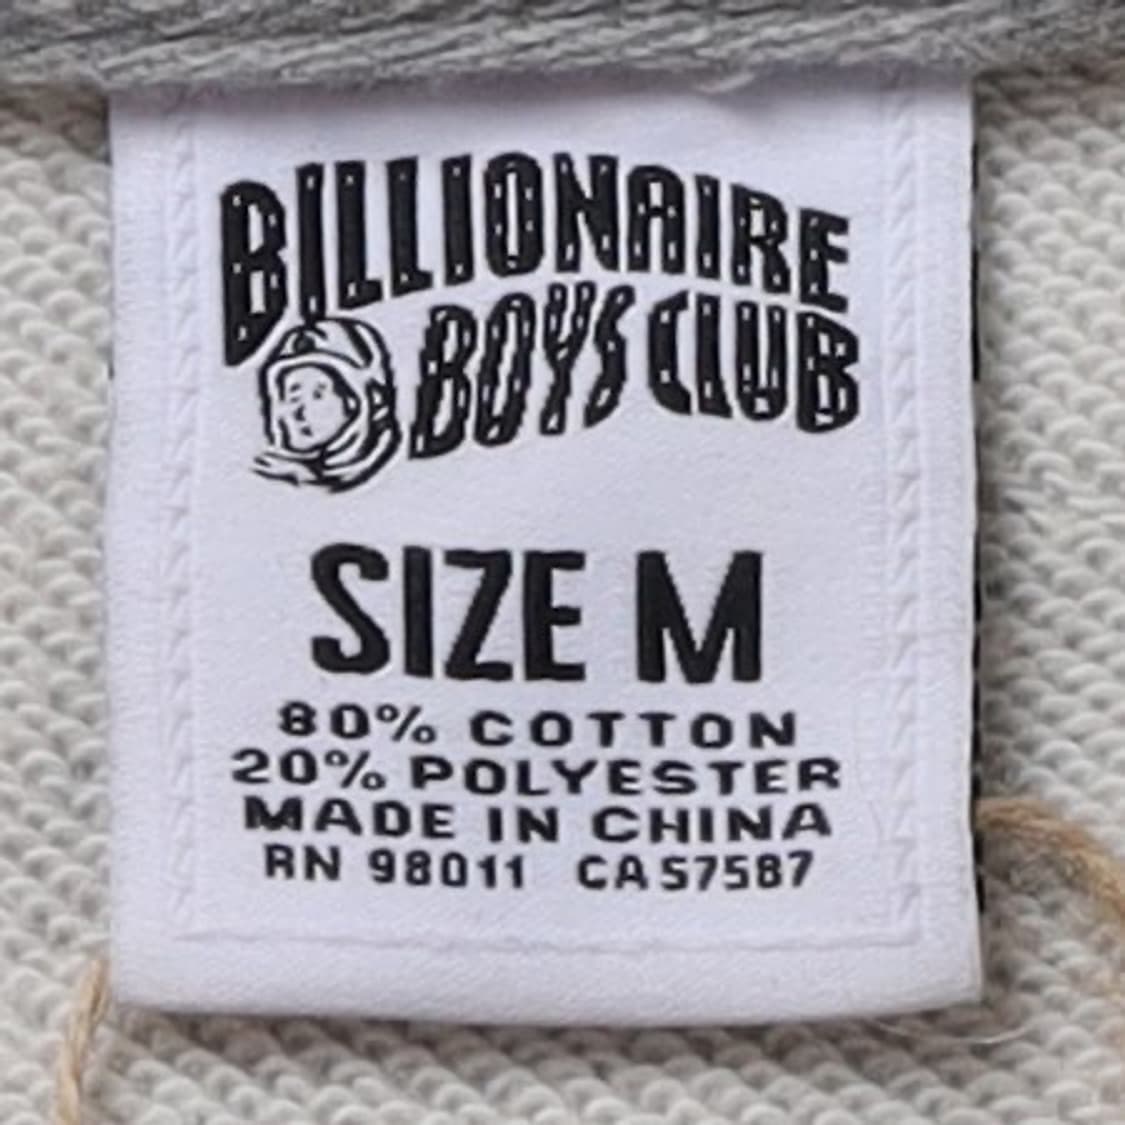 BILLIONAIRE
BOYS CLUB
SIZE M
80% COTTON
20% POLYESTER
MADE IN CHINA
RN 98011 CA57587